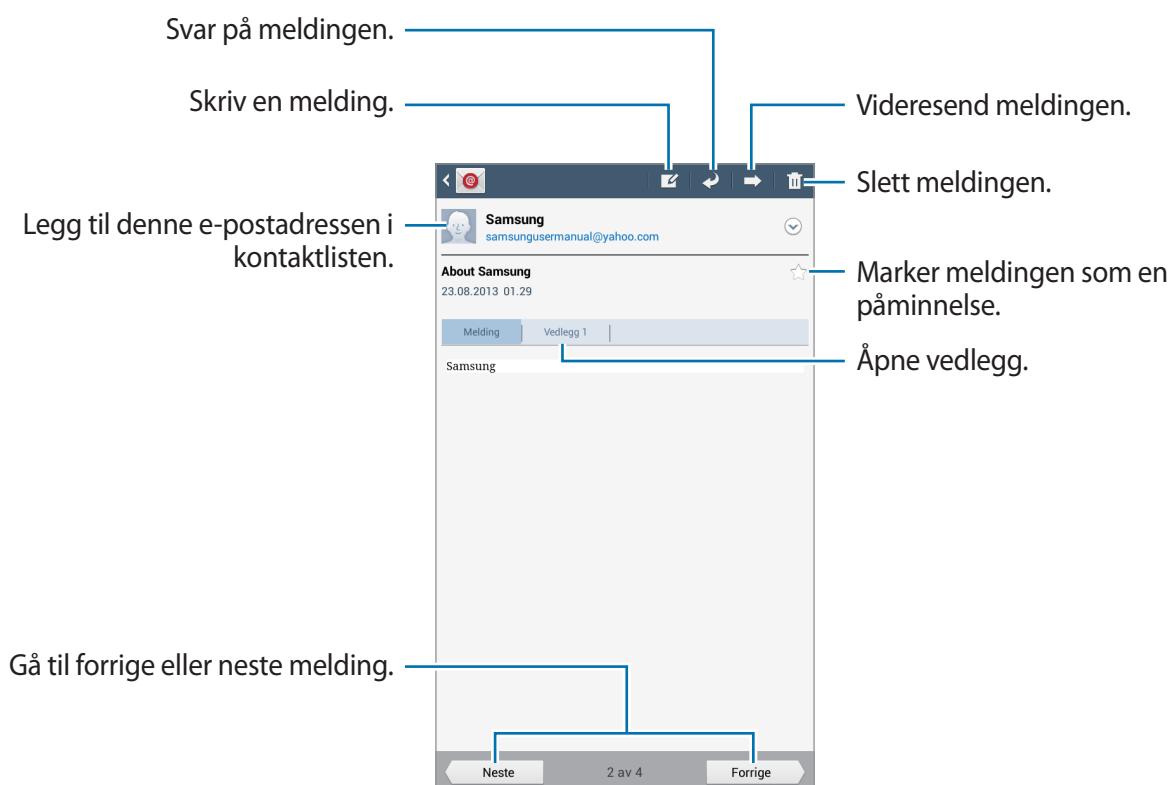 Svar på meldingen.
Skriv en melding.
Videresend meldingen.
Slett meldingen.
Legg til denne e-postadressen i
kontaktlisten.
Samsung
samsungusermanual@yahoo.com
About Samsung
23.08.2013 01.29
Marker meldingen som en
påminnelse.
Melding
Vedlegg 1
Åpne vedlegg.
Samsung
Gå til forrige eller neste melding.
Neste
2 av 4
Forrige